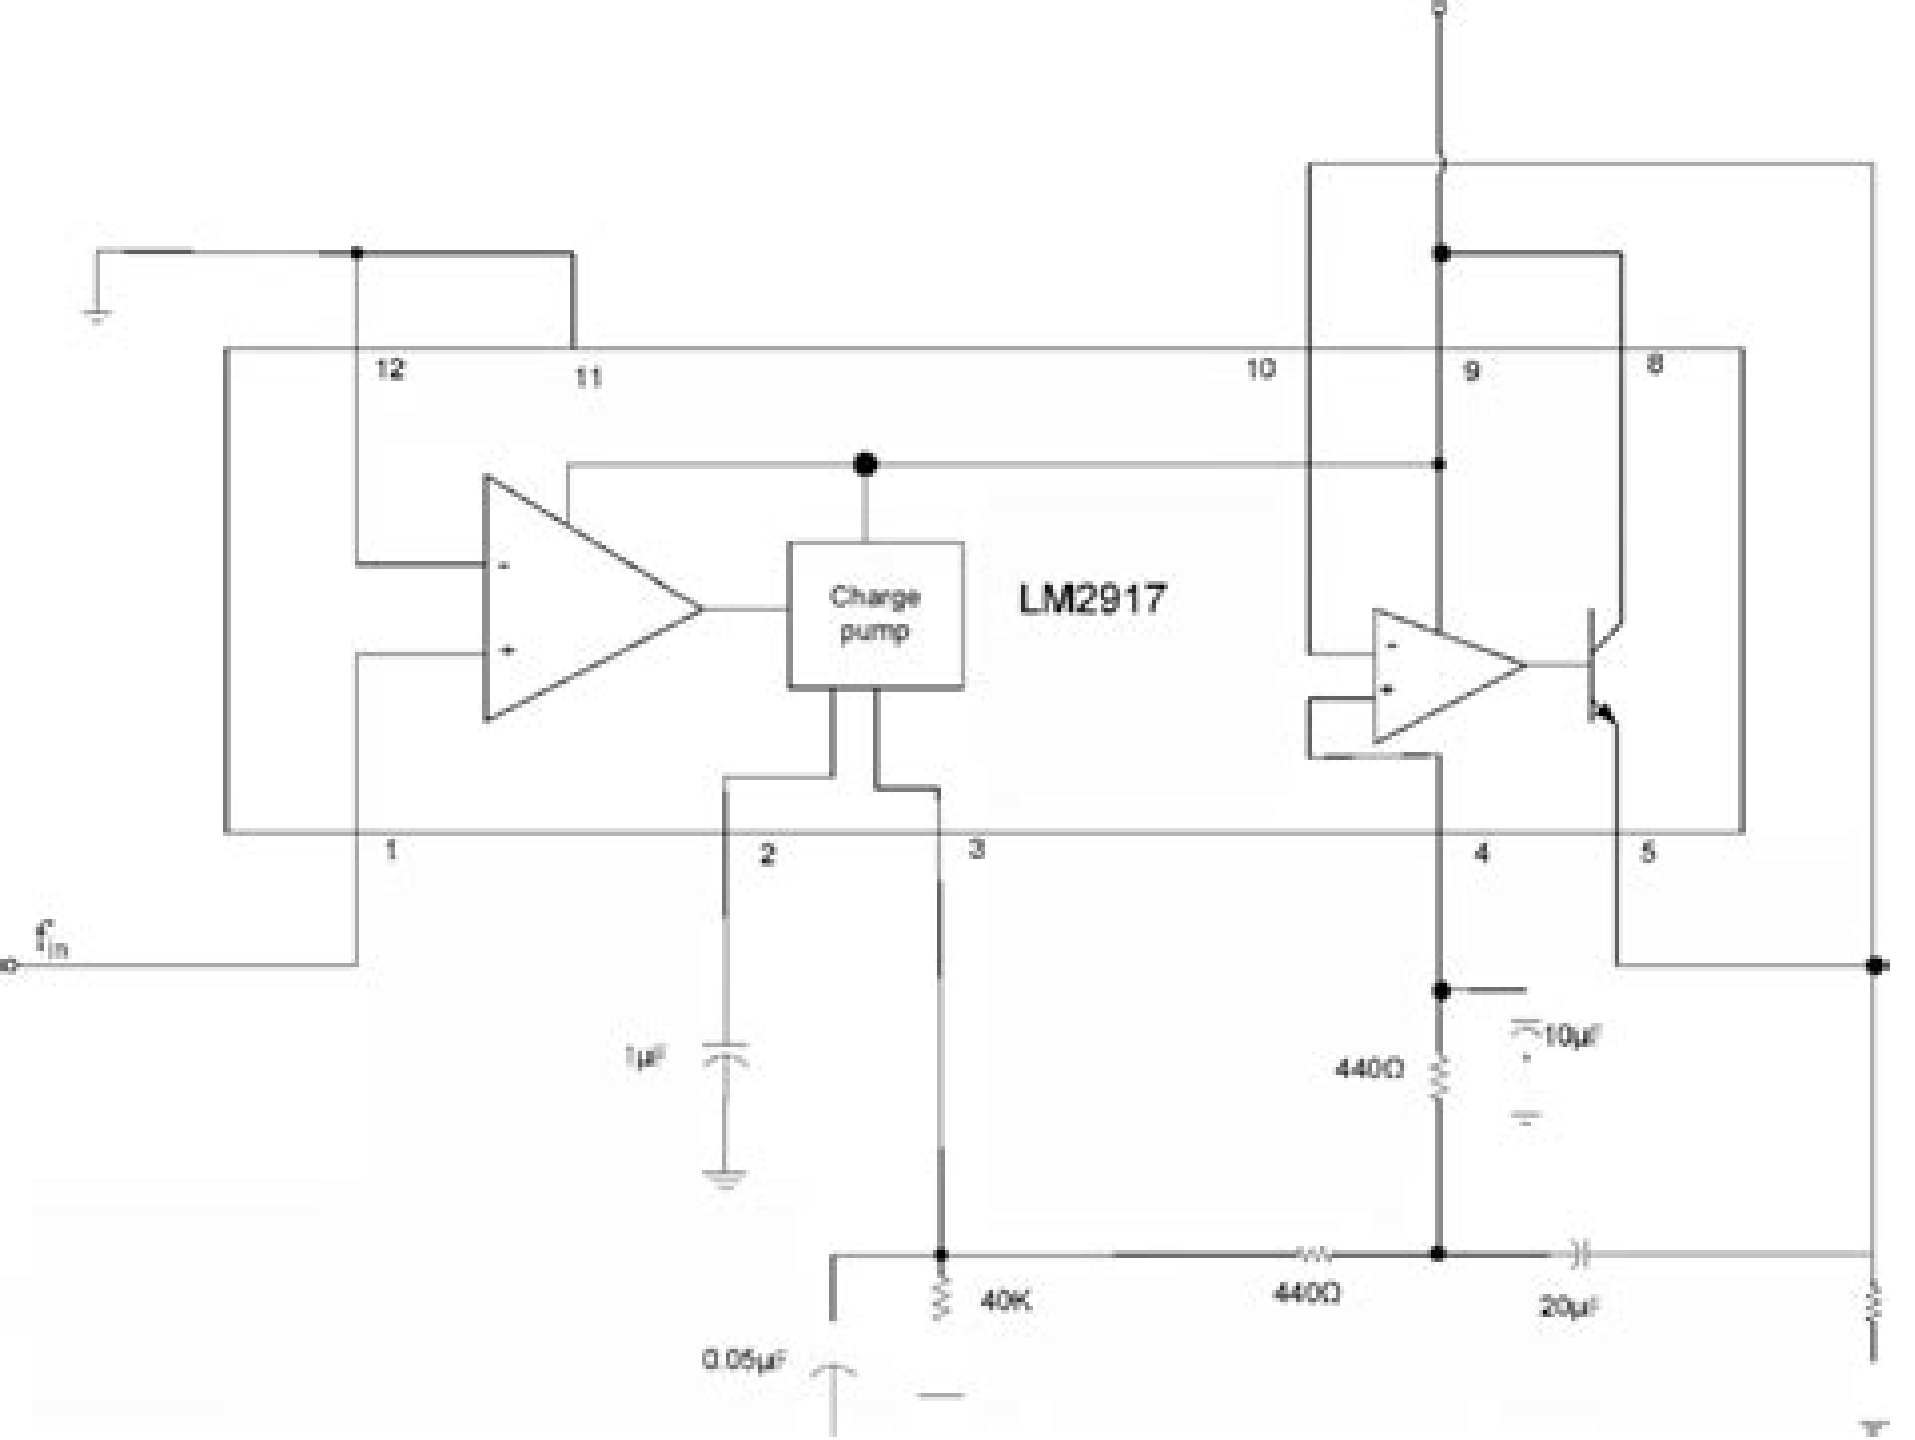 12
11
10
9
8
Charge
pump
LM2917
-
+
-
+
1
2
3
4
5
fin
1µF
10µF
440Ω
40K
440Ω
20µF
0.05µF